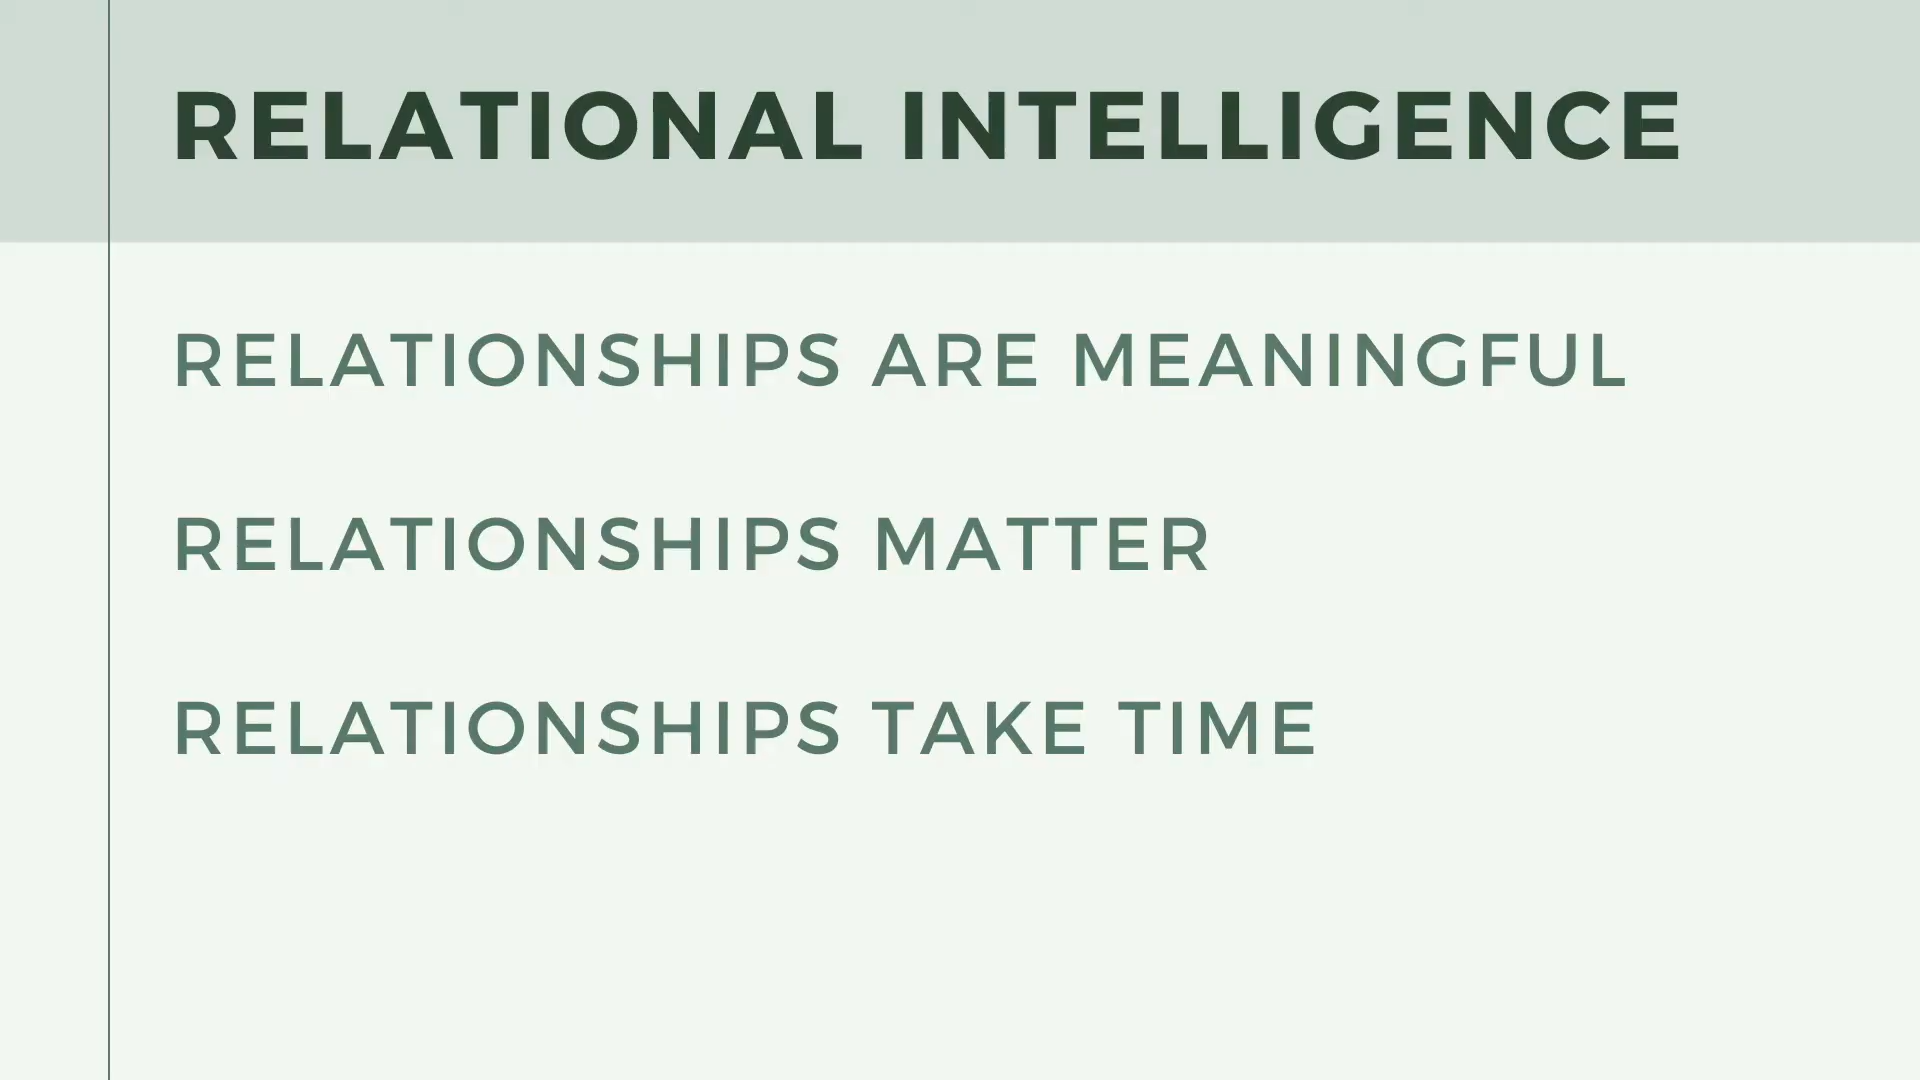 RELATIONAL INTELLIGENCE
RELATIONSHIPS ARE MEANINGFUL
RELATIONSHIPS MATTER
RELATIONSHIPS TAKE TIME